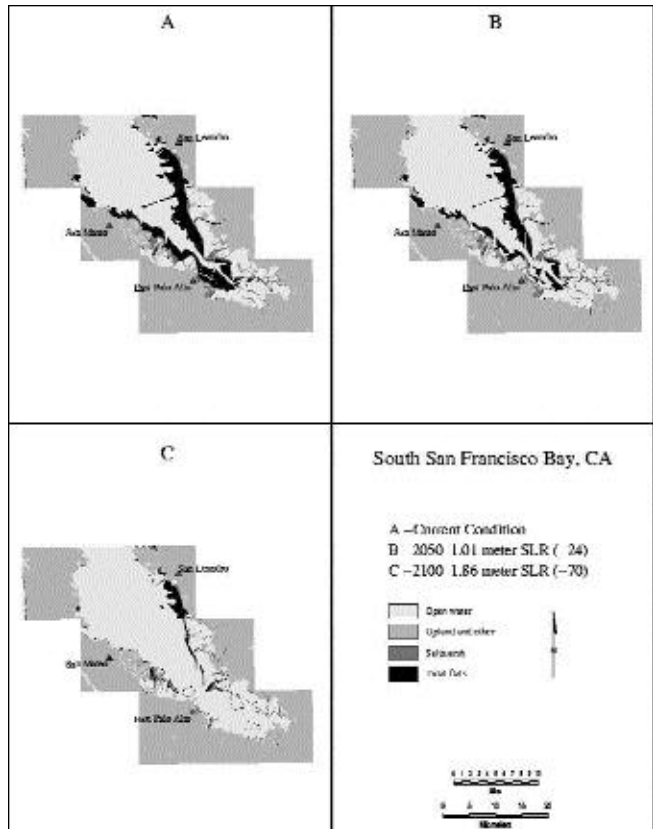 A
San Leandro
San Mateo
East Palo Alto
B
San Leandro
San Mateo
East Palo Alto
C
San Leandro
San Mateo
East Palo Alto
South San Francisco Bay, CA
A –Current Condition
B 2050 1.01 meter SLR ( 24)
C –2100 1.86 meter SLR (–70)
Open water
Upland and other
Saltmarsh
Tidal flats
Kilometers